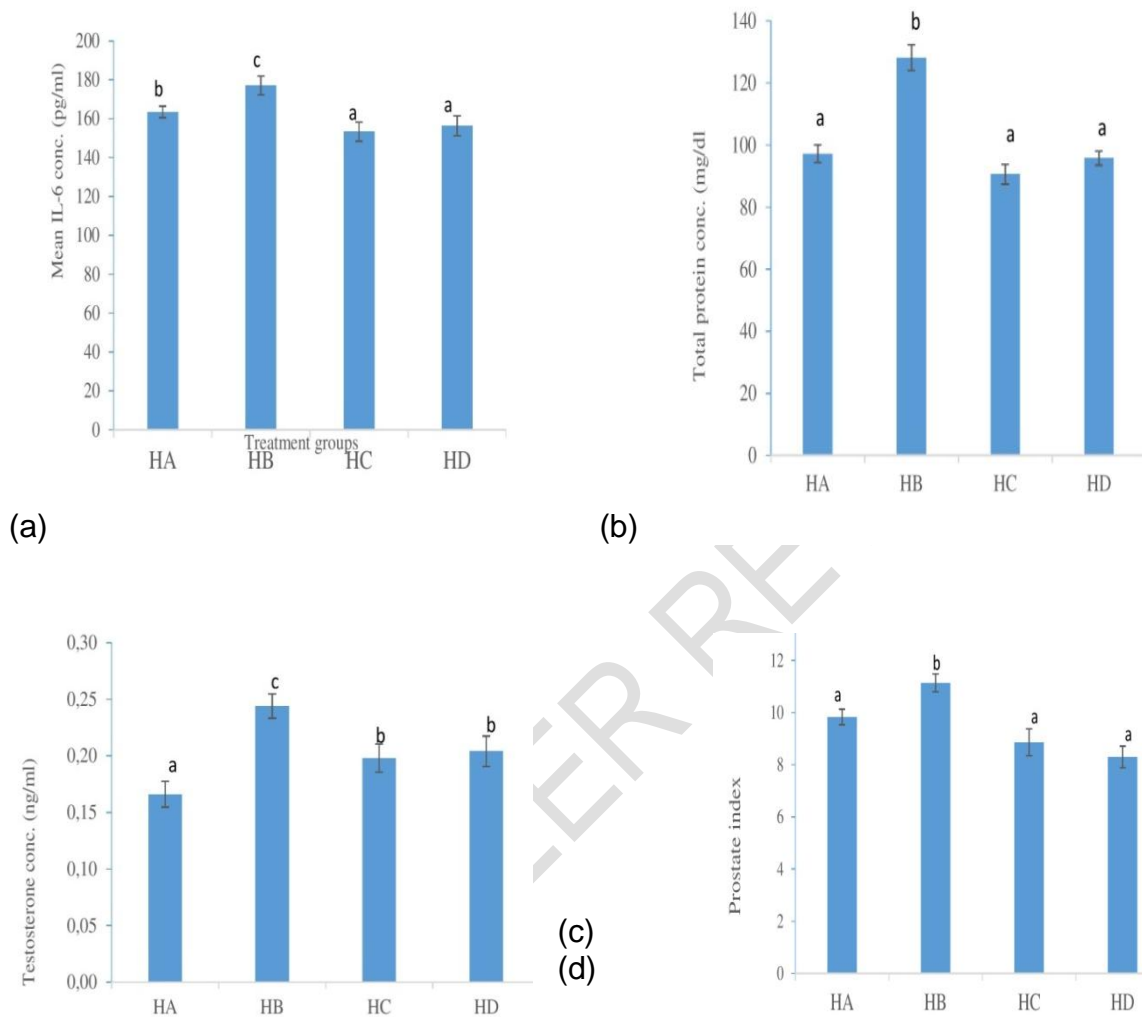 200
180
160
140
120
100
80
60
40
20
0
Mean IL-6 conc. (pg/ml)
b
c
a
a
Treatment groups
HA HB HC HD
(a)
140
120
100
80
60
40
20
0
Total protein conc. (mg/dl
a
b
a
a
HA HB HC HD
(b)
0,30
0,25
0,20
0,15
0,10
0,05
0,00
Testosterone conc. (ng/ml)
a
c
b
b
HA HB HC HD
(c)
(d)
12
10
8
6
4
2
0
Prostate index
a
b
a
a
HA HB HC HD
EER RE